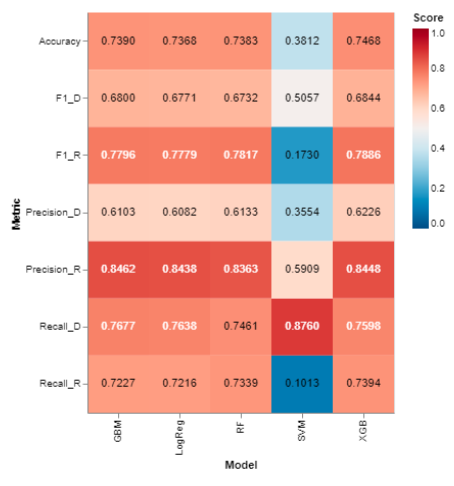 Score
Accuracy 0.7390 0.7368 0.7383 0.3812 0.7468
F1_D 0.6800 0.6771 0.6732 0.5057 0.6844
F1_R 0.7796 0.7779 0.7817 0.1730 0.7886
Precision_D 0.6103 0.6082 0.6133 0.3554 0.6226
Precision_R 0.8462 0.8438 0.8363 0.5909 0.8448
Recall_D 0.7677 0.7638 0.7461 0.8760 0.7598
Recall_R 0.7227 0.7216 0.7339 0.1013 0.7394
Metric
GBM LogReg RF SVM XGB
Model
1.0
0.8
0.6
0.4
0.2
0.0